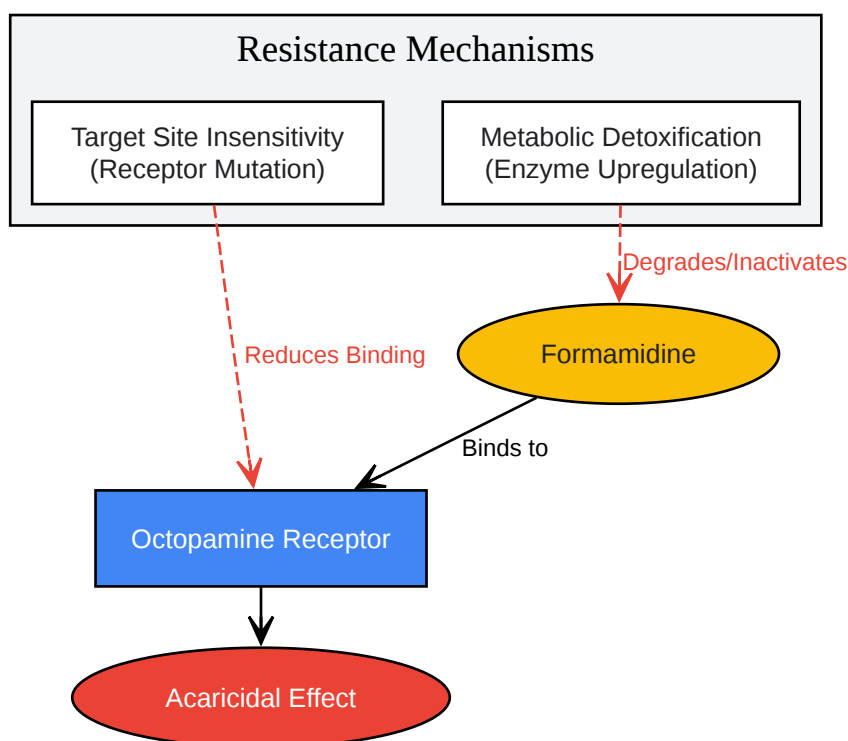 Resistance Mechanisms
Target Site Insensitivity
(Receptor Mutation)
Metabolic Detoxification
(Enzyme Upregulation)
Degrades/Inactivates
Reduces Binding
Formamidine
Binds to
Octopamine Receptor
Acaricidal Effect